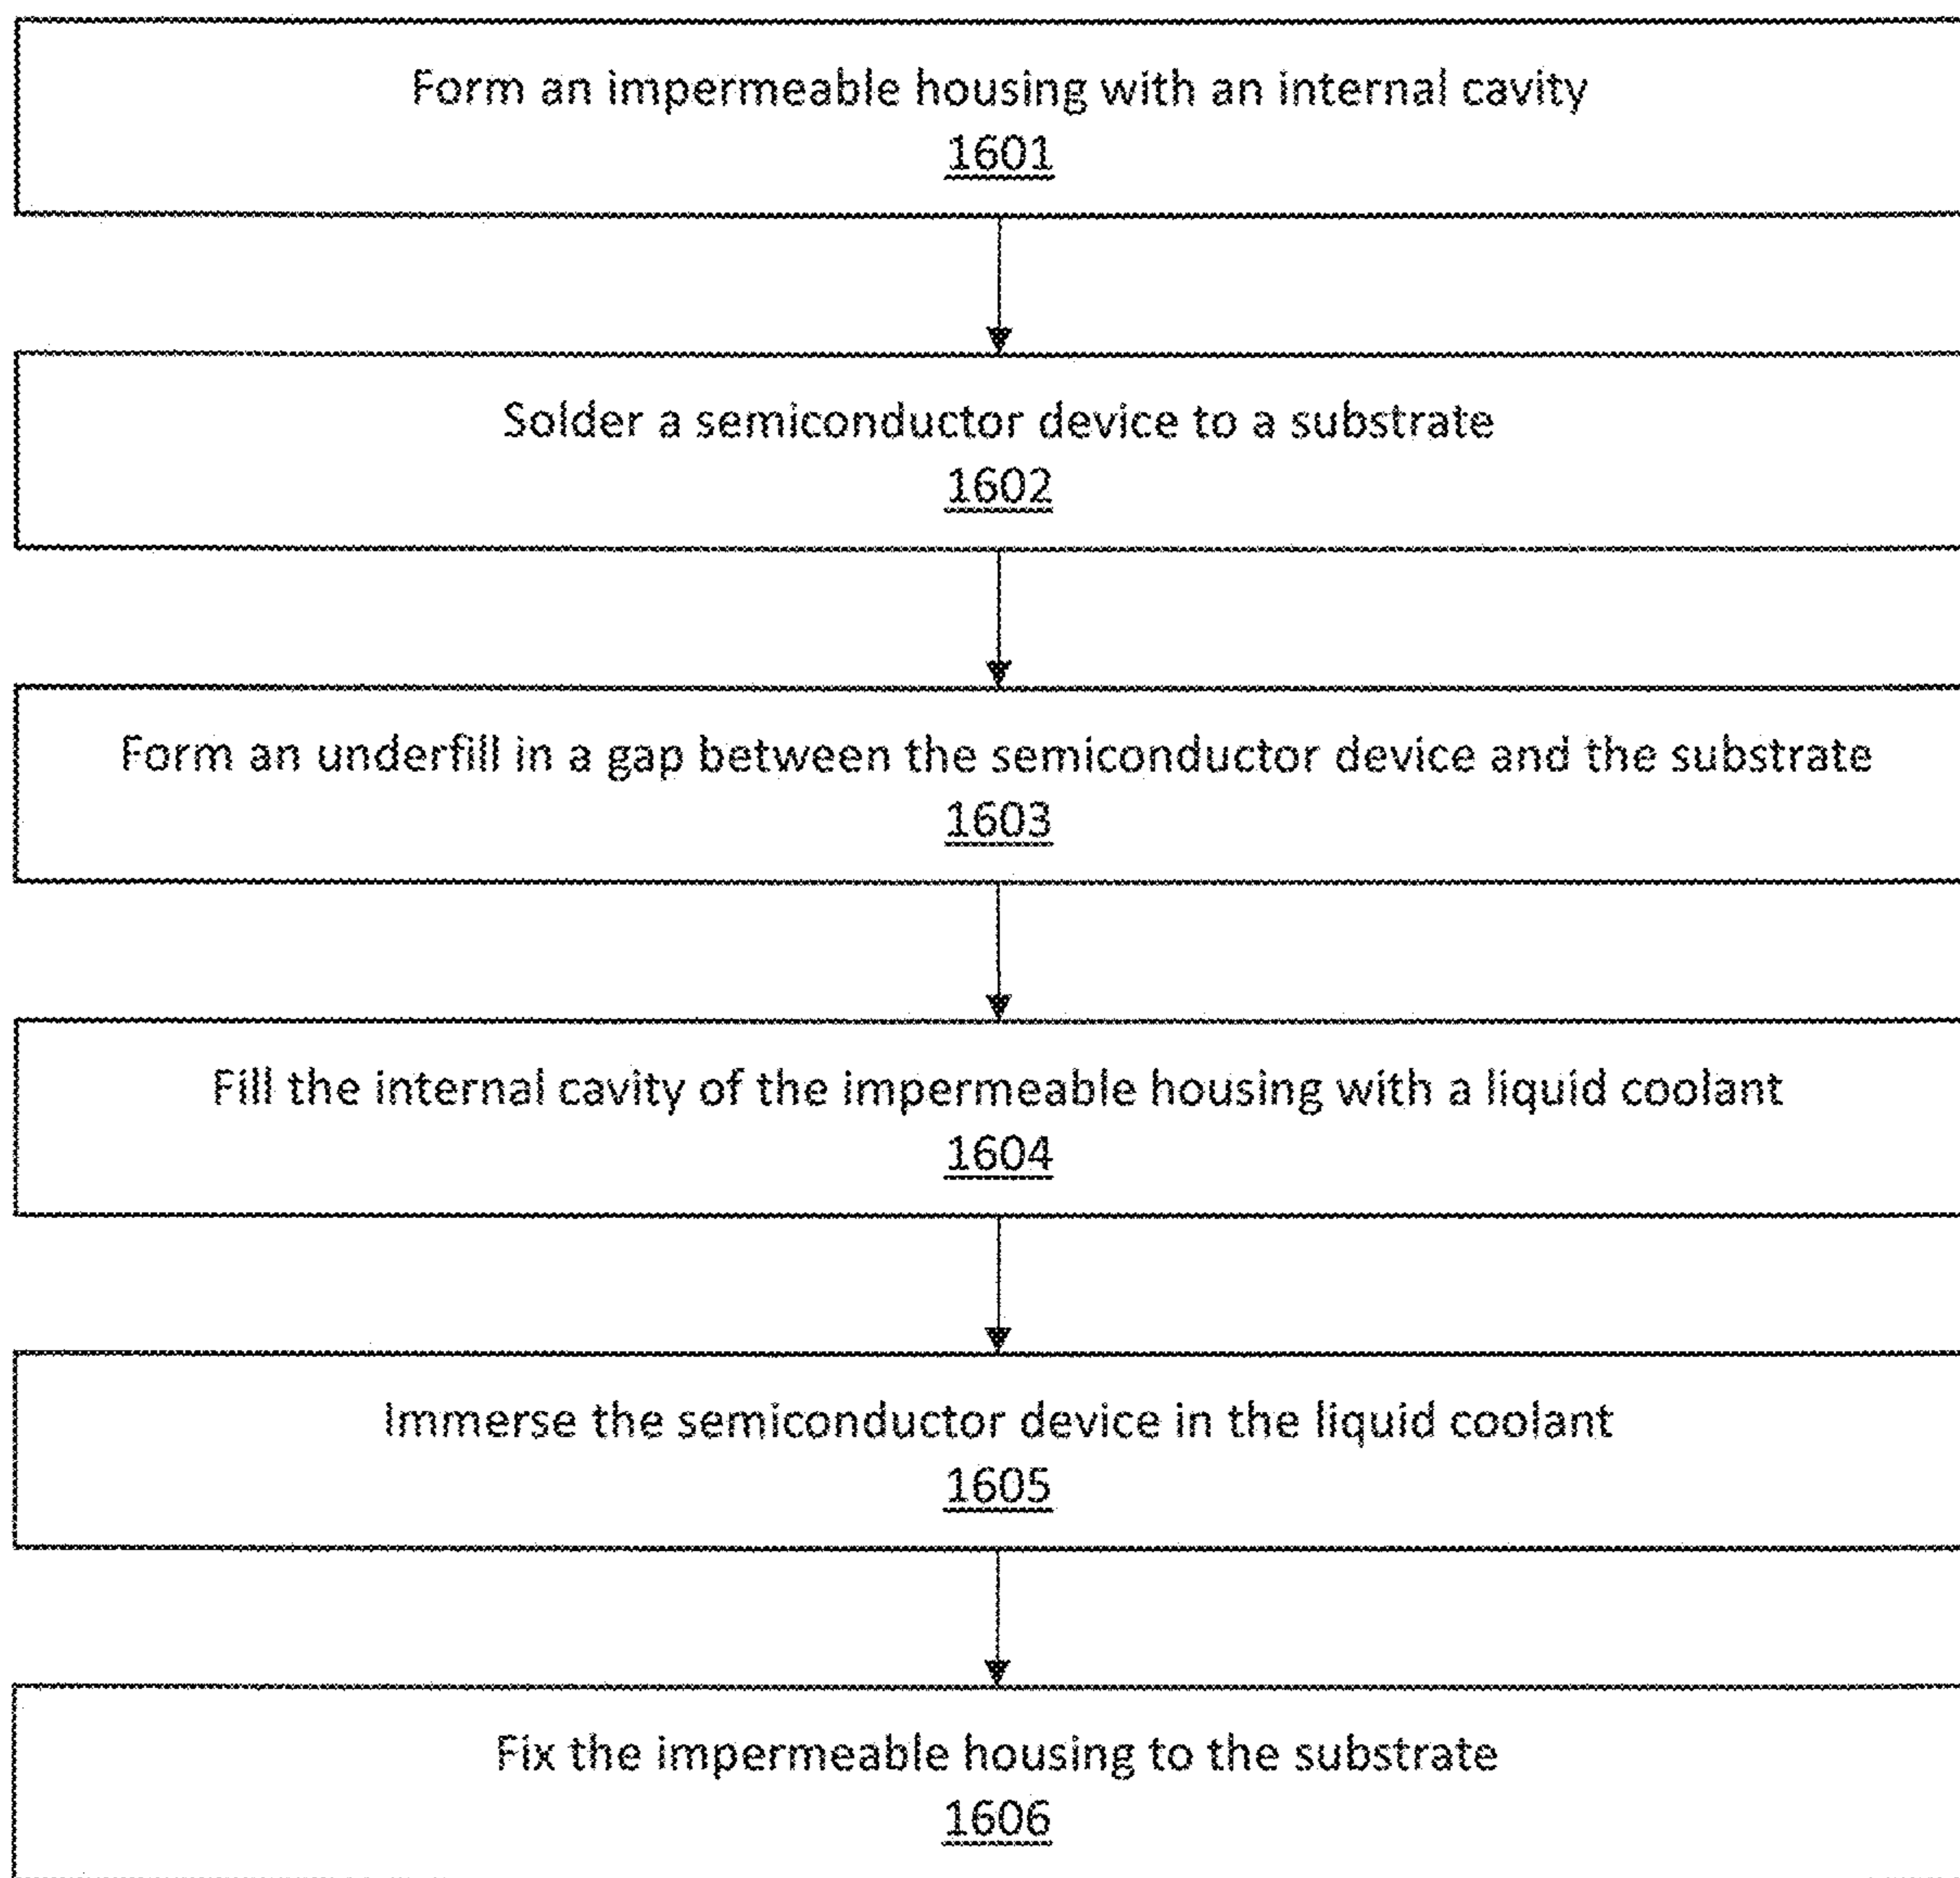 Form an impermeable housing with an internal cavity
1601
Solder a semiconductor device to a substrate
1602
Form an underfill in a gap between the semiconductor device and the substrate
1603
Fill the internal cavity of the impermeable housing with a liquid coolant
1604
Immerse the semiconductor device in the liquid coolant
1605
Fix the impermeable housing to the substrate
1606